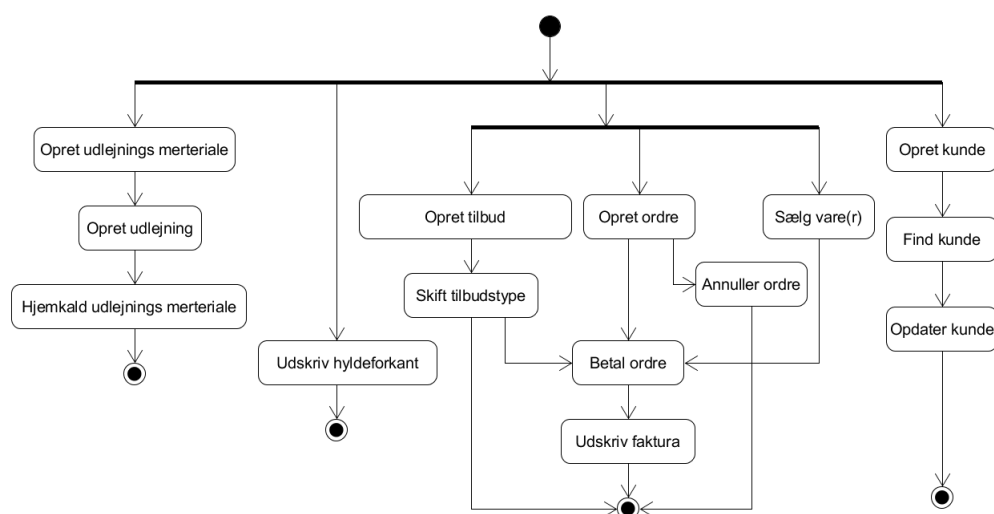 Opret udlejnings merteriale
Opret kunde
Opret udlejning
Opret tilbud
Opret ordre
Sælg vare(r)
Find kunde
Hjemkald udlejnings merteriale
Skift tilbudstype
Annuller ordre
Opdater kunde
Udskriv hyldeforkant
Betal ordre
Udskriv faktura